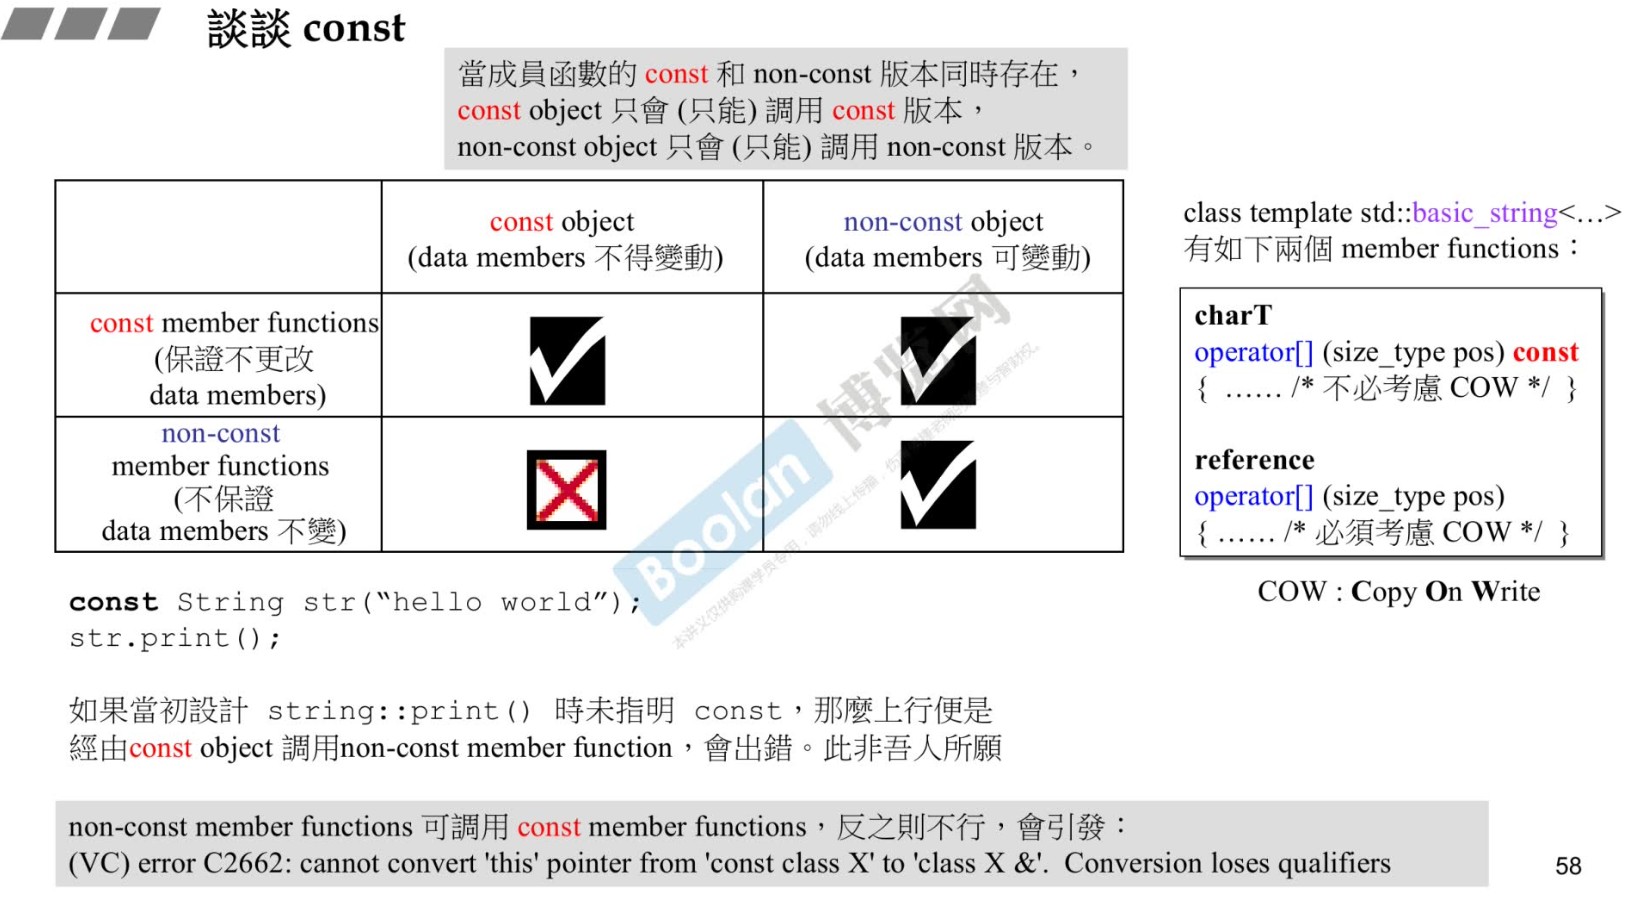 談談 const
當成員函數的 const 和 non-const 版本同時存在，
const object 只會 (只能) 調用 const 版本，
non-const object 只會 (只能) 調用 non-const 版本。
const object
(data members 不得變動)
non-const object
(data members 可變動)
const member functions
(保證不更改
data members)
non-const
member functions
(不保證
data members 不變)
class template std::basic_string<…>
有如下兩個 member functions：
charT
operator[] (size_type pos) const
{ …… /* 不必考慮 COW */ }
reference
operator[] (size_type pos)
{ …… /* 必須考慮 COW */ }
COW : Copy On Write
const String str(“hello world”);
str.print();
如果當初設計 string::print() 時未指明 const，那麼上行便是
經由const object 調用non-const member function，會出錯。此非吾人所願
non-const member functions 可調用 const member functions，反之則不行，會引發：
(VC) error C2662: cannot convert 'this' pointer from 'const class X' to 'class X &'. Conversion loses qualifiers
58
Boolan 博览网